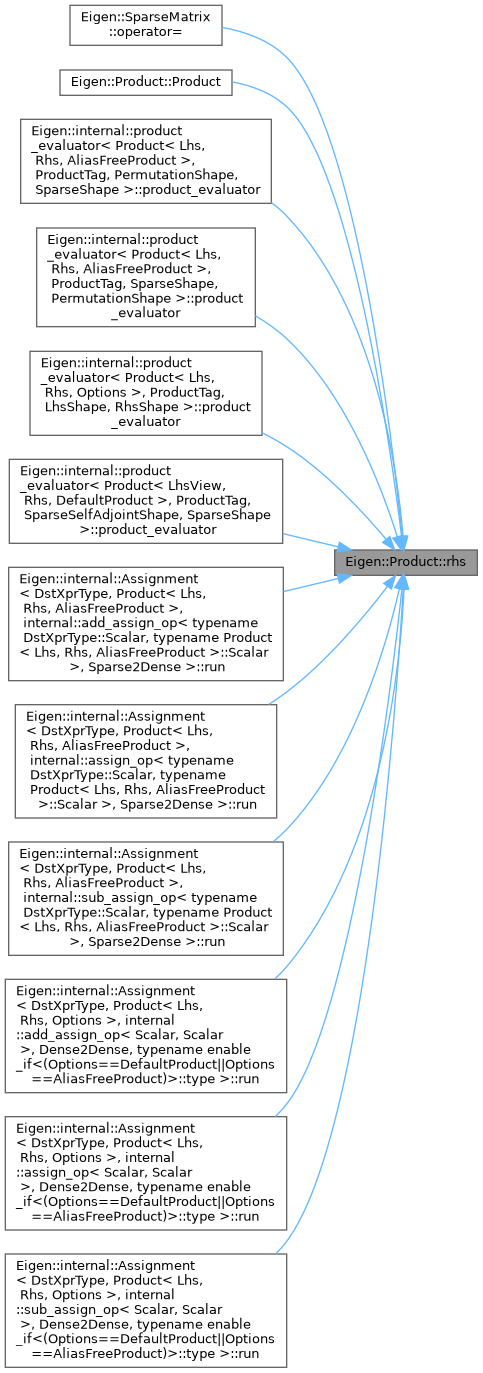 Eigen::SparseMatrix
::operator=
Eigen::Product::Product
Eigen::internal::product
_evaluator< Product< Lhs,
Rhs, AliasFreeProduct >,
ProductTag, PermutationShape,
SparseShape >::product_evaluator
Eigen::internal::product
_evaluator< Product< Lhs,
Rhs, AliasFreeProduct >,
ProductTag, SparseShape,
PermutationShape >::product
_evaluator
Eigen::internal::product
_evaluator< Product< Lhs,
Rhs, Options >, ProductTag,
LhsShape, RhsShape >::product
_evaluator
Eigen::internal::product
_evaluator< Product< LhsView,
Rhs, DefaultProduct >, ProductTag,
SparseSelfAdjointShape, SparseShape
>::product_evaluator
Eigen::Product::rhs
Eigen::internal::Assignment
< DstXprType, Product< Lhs,
Rhs, AliasFreeProduct >,
internal::add_assign_op< typename
DstXprType::Scalar, typename Product
< Lhs, Rhs, AliasFreeProduct >::Scalar
>, Sparse2Dense >::run
Eigen::internal::Assignment
< DstXprType, Product< Lhs,
Rhs, AliasFreeProduct >,
internal::assign_op< typename
DstXprType::Scalar, typename
Product< Lhs, Rhs, AliasFreeProduct
>::Scalar >, Sparse2Dense >::run
Eigen::internal::Assignment
< DstXprType, Product< Lhs,
Rhs, AliasFreeProduct >,
internal::sub_assign_op< typename
DstXprType::Scalar, typename Product
< Lhs, Rhs, AliasFreeProduct >::Scalar
>, Sparse2Dense >::run
Eigen::internal::Assignment
< DstXprType, Product< Lhs,
Rhs, Options >, internal
::add_assign_op< Scalar, Scalar
>, Dense2Dense, typename enable
_if<(Options==DefaultProduct||Options
==AliasFreeProduct)>::type >::run
Eigen::internal::Assignment
< DstXprType, Product< Lhs,
Rhs, Options >, internal
::assign_op< Scalar, Scalar
>, Dense2Dense, typename enable
_if<(Options==DefaultProduct||Options
==AliasFreeProduct)>::type >::run
Eigen::internal::Assignment
< DstXprType, Product< Lhs,
Rhs, Options >, internal
::sub_assign_op< Scalar, Scalar
>, Dense2Dense, typename enable
_if<(Options==DefaultProduct||Options
==AliasFreeProduct)>::type >::run